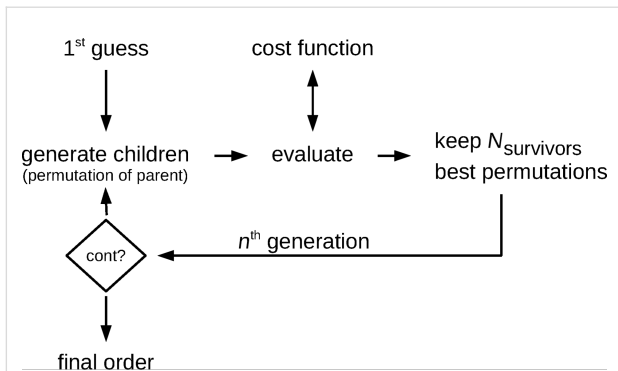 1st guess
cost function
generate children
(permutation of parent)
evaluate
keep Nsurvivors
best permutations
nth generation
cont?
final order